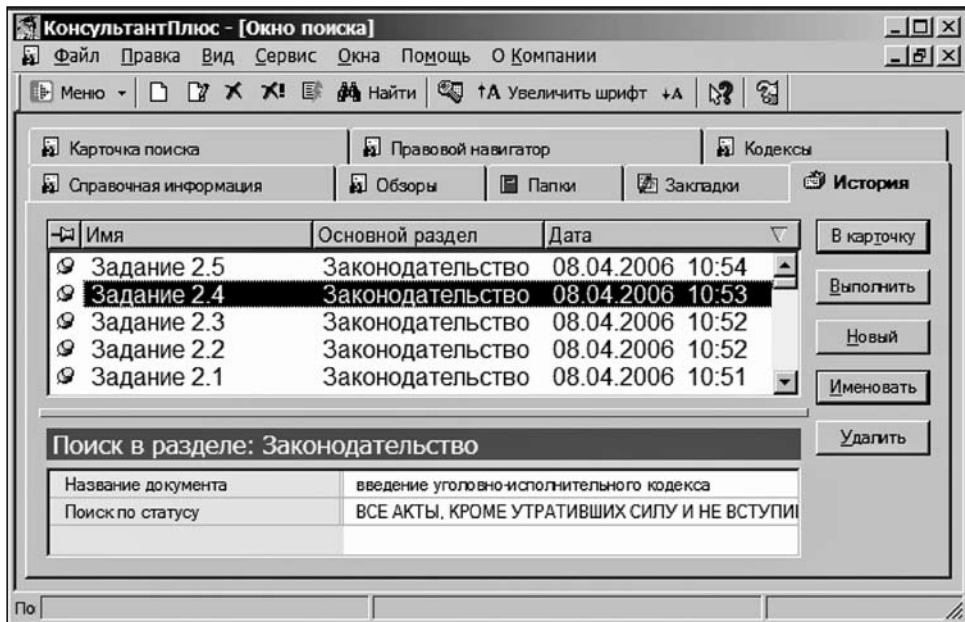 КонсультантПлюс - [Окно поиска]
Файл Правка Вид Сервис Окна Помощь О Компании
Меню Найти А Увеличить шрифт А
Карточка поиска Правовой навигатор Кодексы
Справочная информация Обзоры Папки Закладки История
Имя Основной раздел Дата
Задание 2.5 Законодательство 08.04.2006 10:54
Задание 2.4 Законодательство 08.04.2006 10:53
Задание 2.3 Законодательство 08.04.2006 10:52
Задание 2.2 Законодательство 08.04.2006 10:52
Задание 2.1 Законодательство 08.04.2006 10:51
В карточку
Выполнить
Новый
Именовать
Удалить
Поиск в разделе: Законодательство
Название документа введение уголовно-исполнительного кодекса
Поиск по статусу ВСЕ АКТЫ, КРОМЕ УТРАТИВШИХ СИЛУ И НЕ ВСТУПИ
По